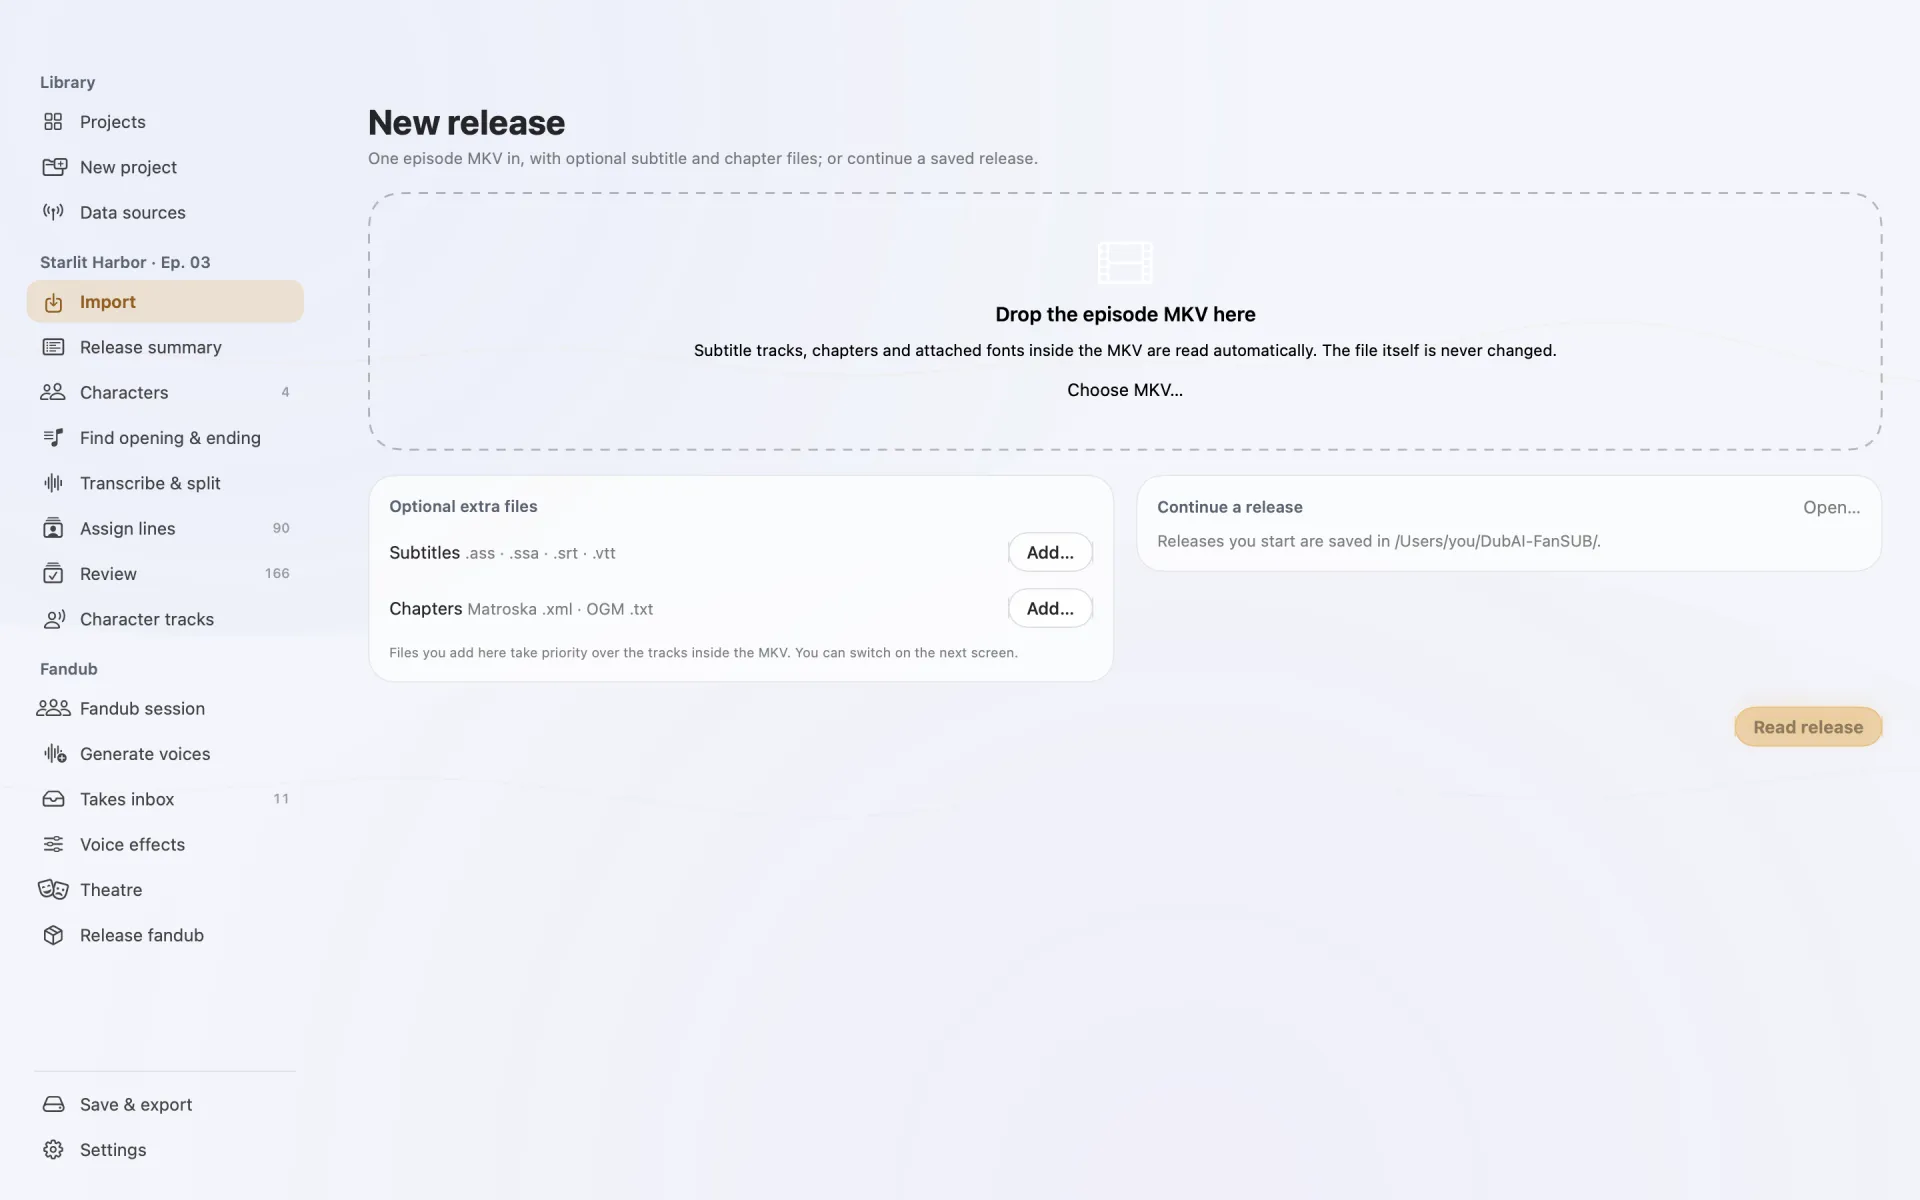 Library
Projects
New project
Data sources
Starlit Harbor · Ep. 03
Import
Release summary
Characters 4
Find opening & ending
Transcribe & split
Assign lines 90
Review 166
Character tracks
Fandub
Fandub session
Generate voices
Takes inbox 11
Voice effects
Theatre
Release fandub
Save & export
Settings
New release
One episode MKV in, with optional subtitle and chapter files; or continue a saved release.
Drop the episode MKV here
Subtitle tracks, chapters and attached fonts inside the MKV are read automatically. The file itself is never changed.
Choose MKV...
Optional extra files
Subtitles .ass · .ssa · .srt · .vtt Add...
Chapters Matroska .xml · OGM .txt Add...
Files you add here take priority over the tracks inside the MKV. You can switch on the next screen.
Continue a release Open...
Releases you start are saved in /Users/you/DubAI-FanSUB/.
Read release